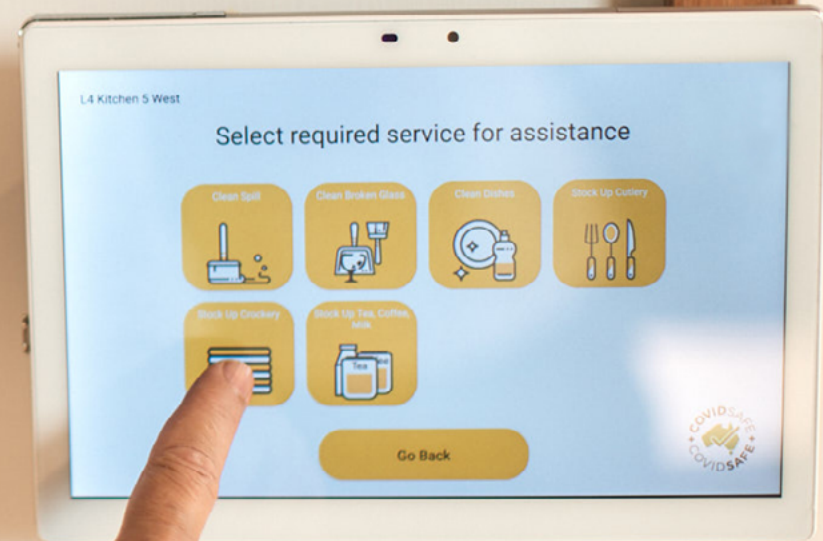 L4 Kitchen 5 West
Select required service for assistance
Clean Spill
Clean Broken Glass
Clean Dishes
Stock Up Cutlery
Stock Up Crockery
Stock Up Tea, Coffee,
Milk
Tea
Go Back
COVIDSAFE
COVIDSAFE